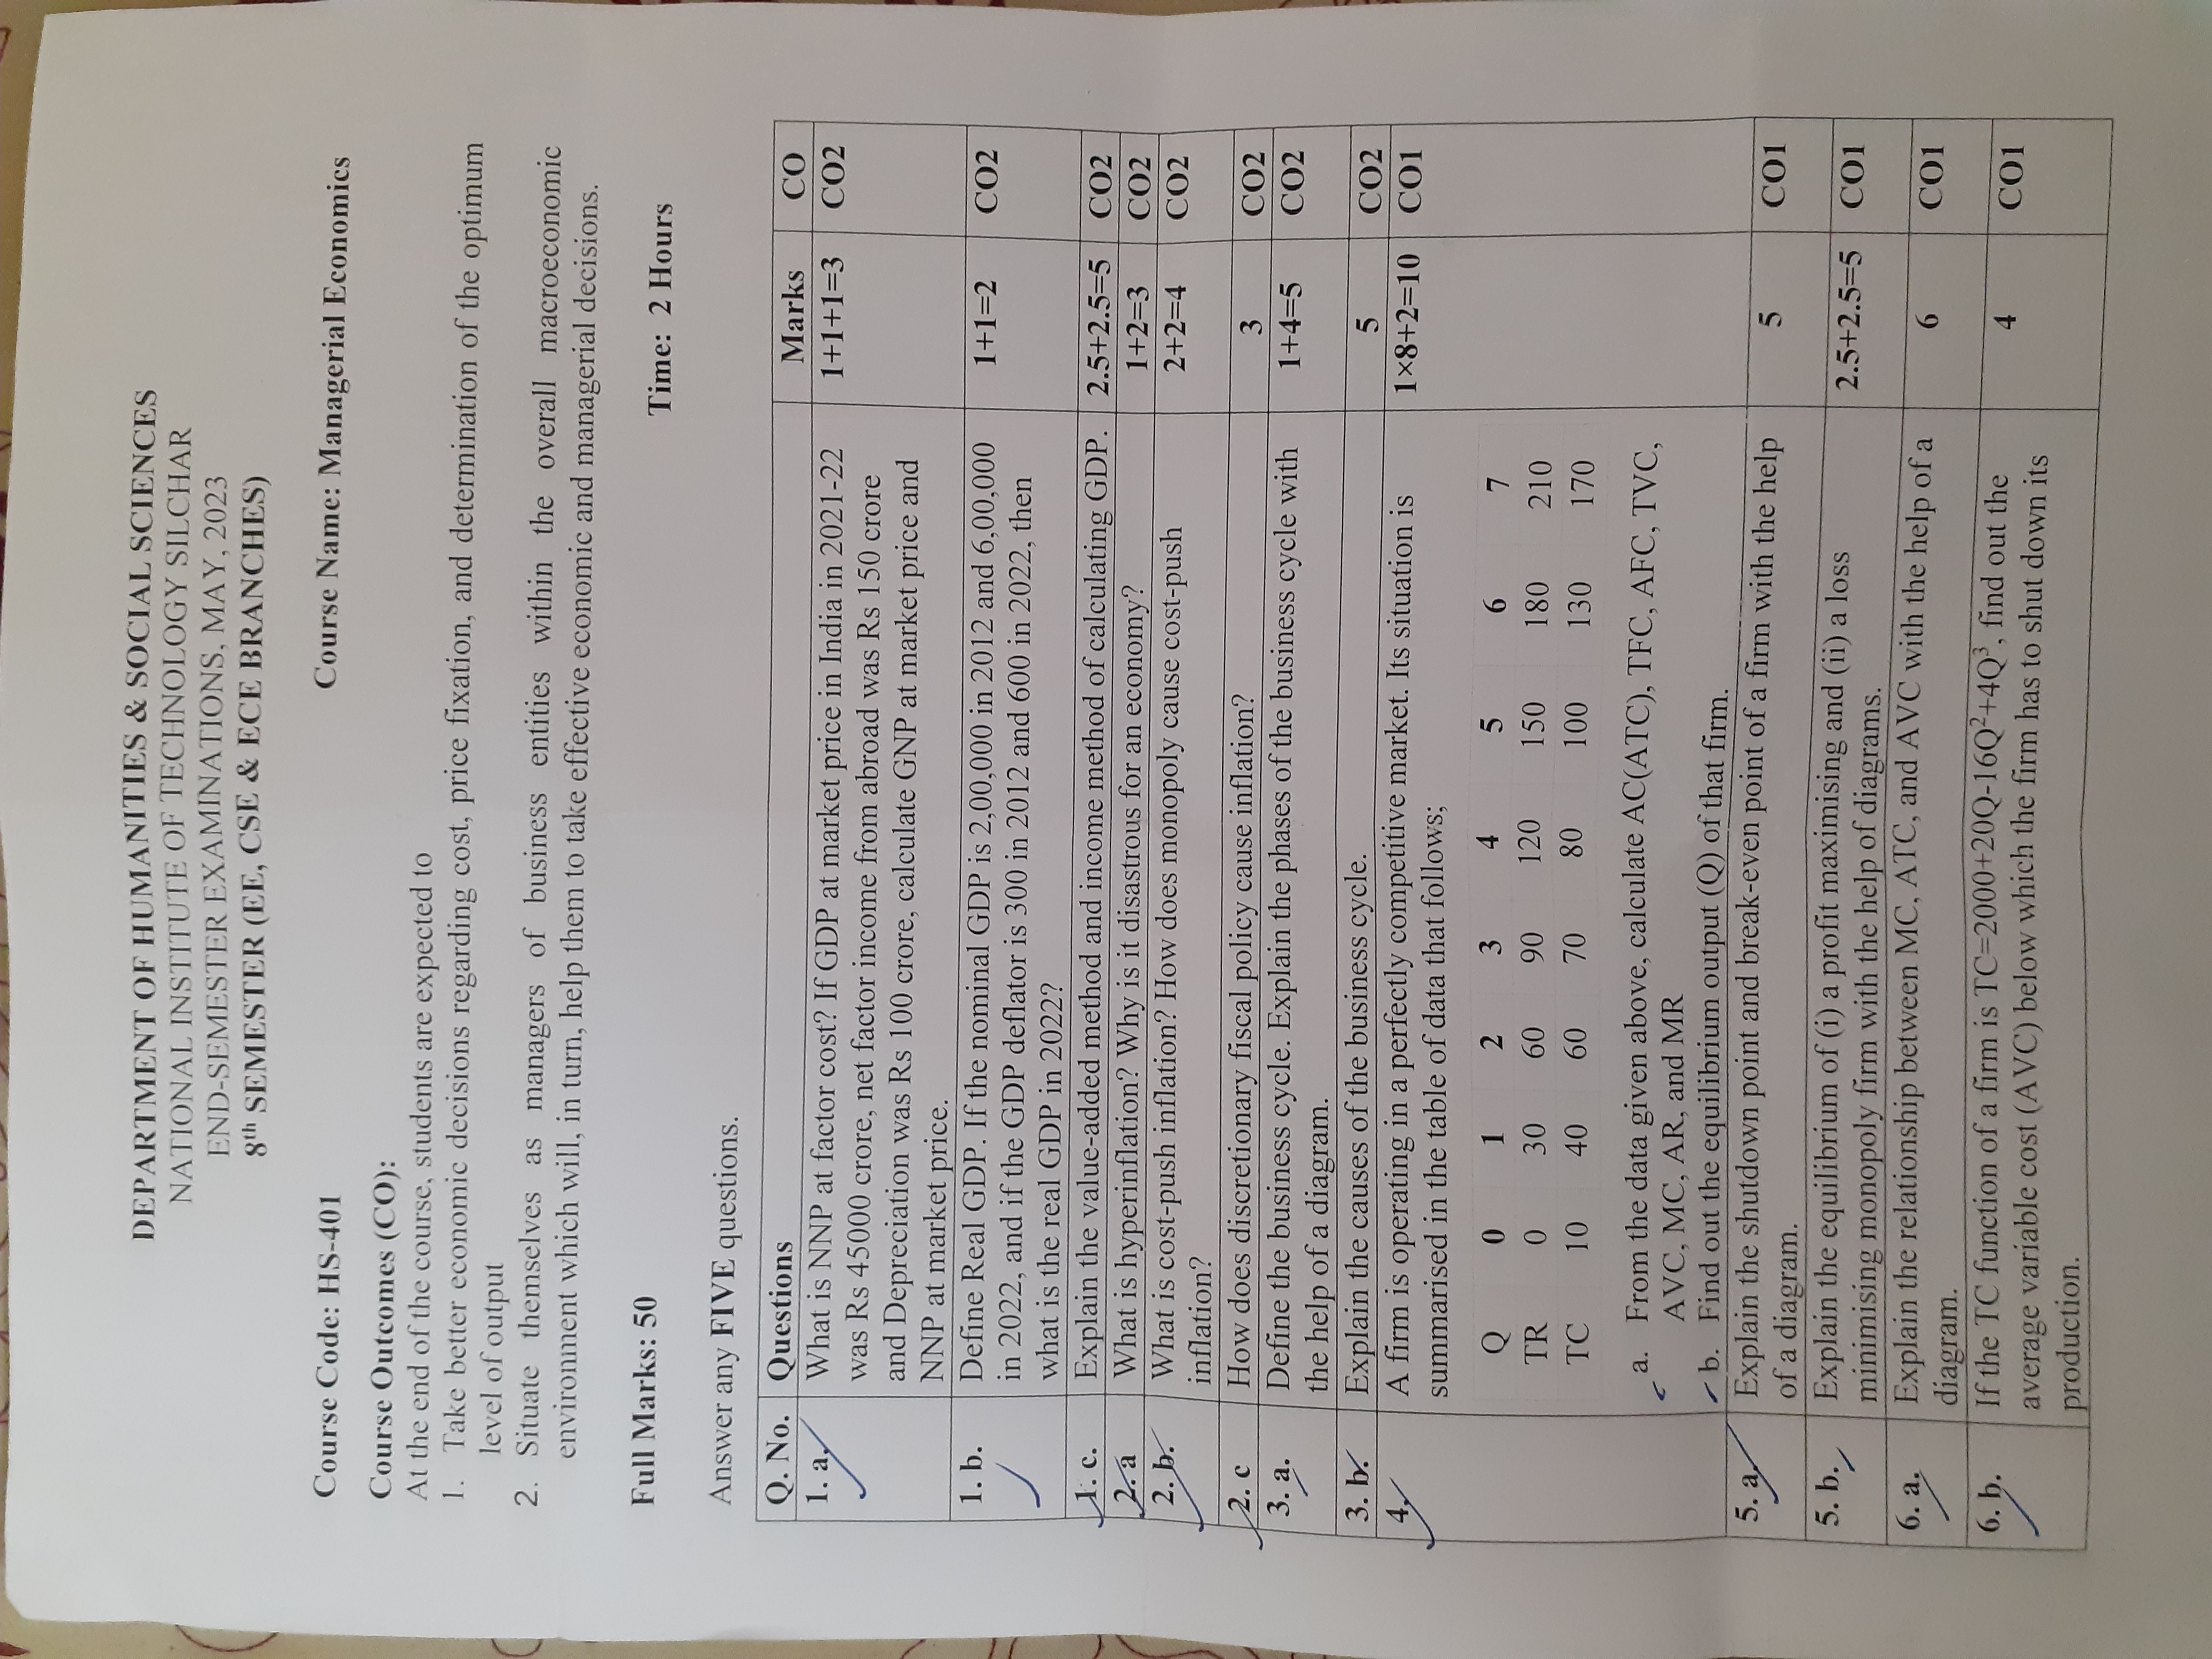 DEPARTMENT OF HUMANITIES & SOCIAL SCIENCES
NATIONAL INSTITUTE OF TECHNOLOGY SILCHAR
END-SEMESTER EXAMINATIONS, MAY, 2023
8th SEMESTER (EE, CSE & ECE BRANCHES)
Course Code: HS-401 Course Name: Managerial Economics
Course Outcomes (CO):
At the end of the course, students are expected to
1. Take better economic decisions regarding cost, price fixation, and determination of the optimum
level of output
2. Situate themselves as managers of business entities within the overall macroeconomic
environment which will, in turn, help them to take effective economic and managerial decisions.
Full Marks: 50 Time: 2 Hours
Answer any FIVE questions.
Q. No. Questions Marks CO
1. a. What is NNP at factor cost? If GDP at market price in India in 2021-22 1+1+1=3 CO2
was Rs 45000 crore, net factor income from abroad was Rs 150 crore
and Depreciation was Rs 100 crore, calculate GNP at market price and
NNP at market price.
1. b. Define Real GDP. If the nominal GDP is 2,00,000 in 2012 and 6,00,000 1+1=2 CO2
in 2022, and if the GDP deflator is 300 in 2012 and 600 in 2022, then
what is the real GDP in 2022?
1. c. Explain the value-added method and income method of calculating GDP. 2.5+2.5=5 CO2
2. a What is hyperinflation? Why is it disastrous for an economy? 1+2=3 CO2
2. b. What is cost-push inflation? How does monopoly cause cost-push 2+2=4 CO2
inflation?
2. c How does discretionary fiscal policy cause inflation? 3 CO2
3. a. Define the business cycle. Explain the phases of the business cycle with 1+4=5 CO2
the help of a diagram.
3. b. Explain the causes of the business cycle. 5 CO2
4. A firm is operating in a perfectly competitive market. Its situation is 1×8+2=10 CO1
summarised in the table of data that follows;
Q 0 1 2 3 4 5 6 7
TR 0 30 60 90 120 150 180 210
TC 10 40 60 70 80 100 130 170
a. From the data given above, calculate AC(ATC), TFC, AFC, TVC,
AVC, MC, AR, and MR
b. Find out the equilibrium output (Q) of that firm.
5. a. Explain the shutdown point and break-even point of a firm with the help 5 CO1
of a diagram.
5. b. Explain the equilibrium of (i) a profit maximising and (ii) a loss 2.5+2.5=5 CO1
minimising monopoly firm with the help of diagrams.
6. a. Explain the relationship between MC, ATC, and AVC with the help of a 6 CO1
diagram.
6. b. If the TC function of a firm is TC=2000+20Q-16Q²+4Q³, find out the 4 CO1
average variable cost (AVC) below which the firm has to shut down its
production.